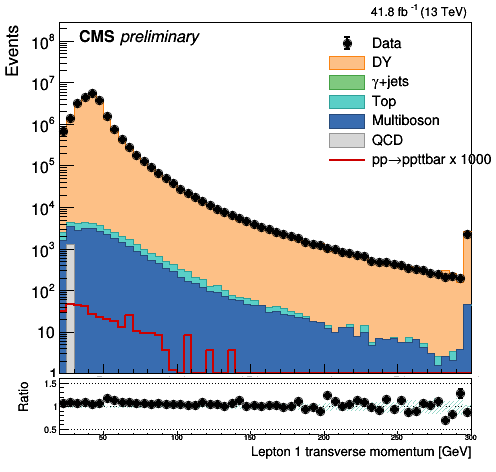 41.8 fb⁻¹ (13 TeV)
CMS preliminary
Events
10⁸
10⁷
10⁶
10⁵
10⁴
10³
10²
10
1
Data
DY
γ+jets
Top
Multiboson
QCD
pp→ppttbar x 1000
Ratio
1.5
1
0.5
50 100 150 200 250 300
Lepton 1 transverse momentum [GeV]